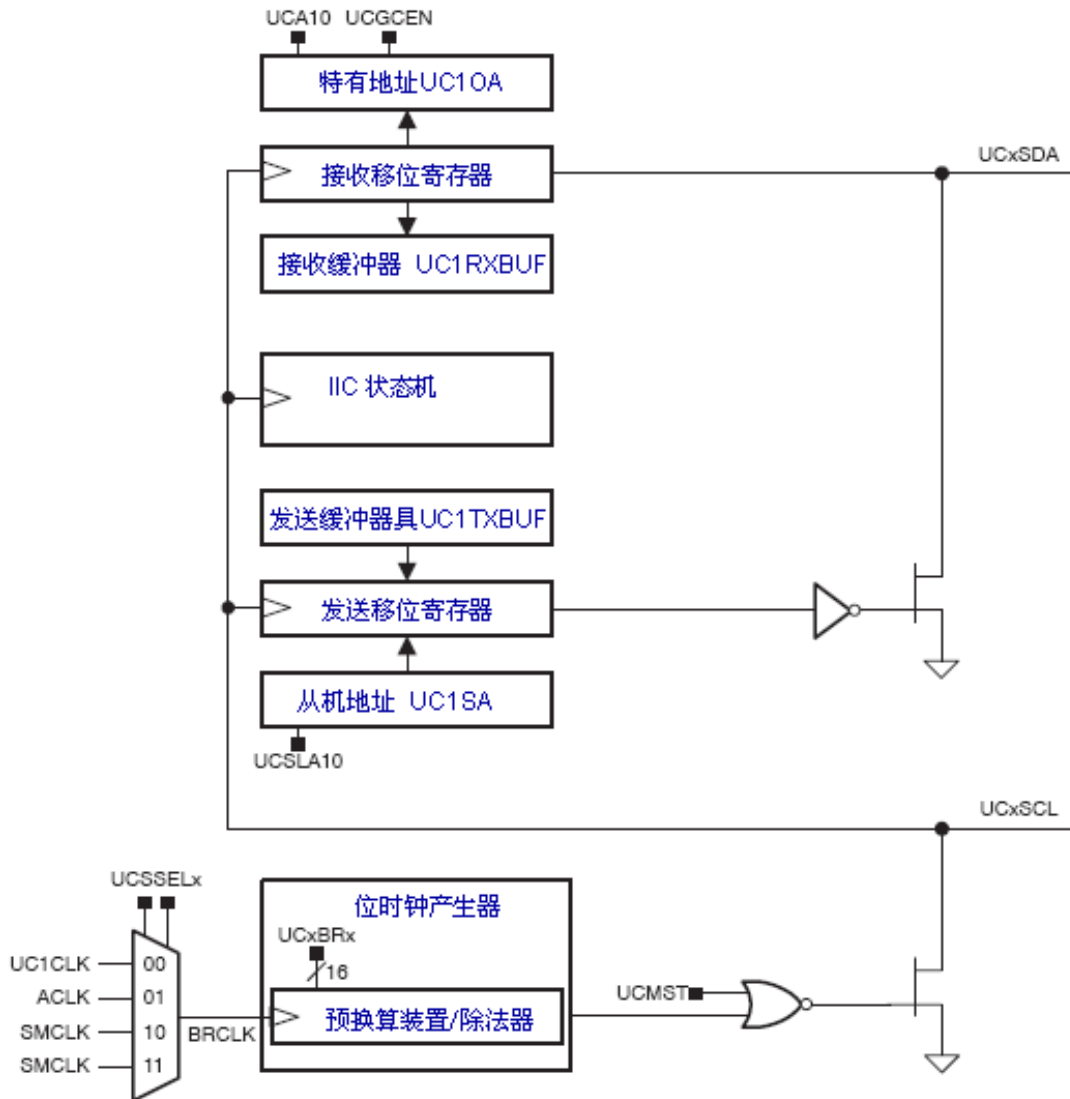 UCA10 UCGCEN
特有地址UC1OA
接收移位寄存器
UCxSDA
接收缓冲器 UC1RXBUF
IIC 状态机
发送缓冲器具UC1TXBUF
发送移位寄存器
从机地址 UC1SA
UCSLA10
UCxSCL
UCSSELx
位时钟产生器
UCxBRx
16
UC1CLK 00
ACLK 01
SMCLK 10
SMCLK 11
BRCLK
预换算装置/除法器
UCMST